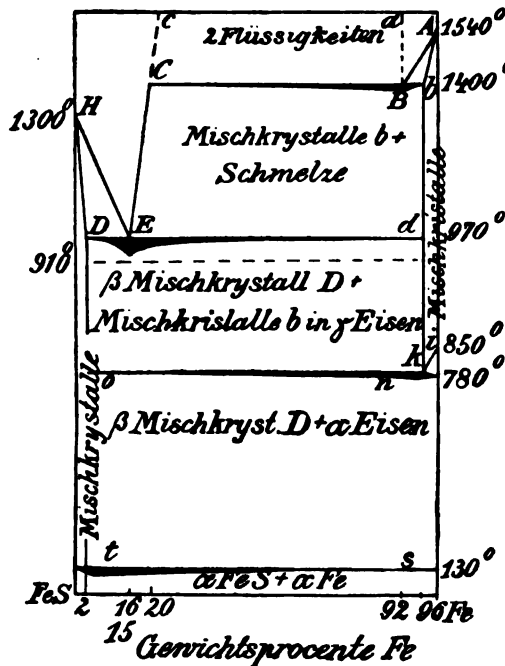 c a A 1540°
2 Flüssigkeiten
C B b 1400°
H
1300°
Mischkrystalle b +
Schmelze
Mischkristalle
D E d 970°
910°
β Mischkrystall D +
Mischkrislalle b in γ Eisen
i 850°
k
o n 780°
β Mischkryst. D + α Eisen
Mischkrystalle
t s 130°
α FeS + α Fe
FeS 2 16 20 92 96 Fe
15
Gewichtsprocente Fe